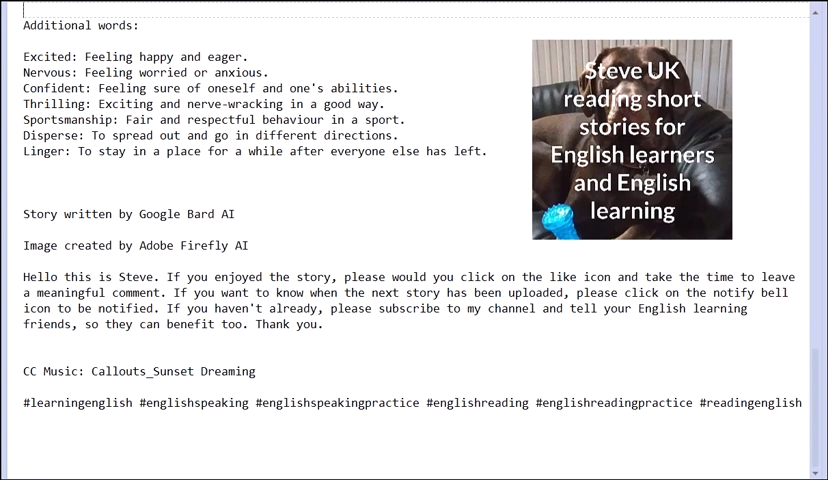 Additional words:
Excited: Feeling happy and eager.
Nervous: Feeling worried or anxious.
Confident: Feeling sure of oneself and one's abilities.
Thrilling: Exciting and nerve-wracking in a good way.
Sportsmanship: Fair and respectful behaviour in a sport.
Disperse: To spread out and go in different directions.
Linger: To stay in a place for a while after everyone else has left.
Steve UK
reading short
stories for
English learners
and English
learning
Story written by Google Bard AI
Image created by Adobe Firefly AI
Hello this is Steve. If you enjoyed the story, please would you click on the like icon and take the time to leave
a meaningful comment. If you want to know when the next story has been uploaded, please click on the notify bell
icon to be notified. If you haven't already, please subscribe to my channel and tell your English learning
friends, so they can benefit too. Thank you.
CC Music: Callouts_Sunset Dreaming
#learningenglish #englishspeaking #englishspeakingpractice #englishreading #englishreadingpractice #readingenglish